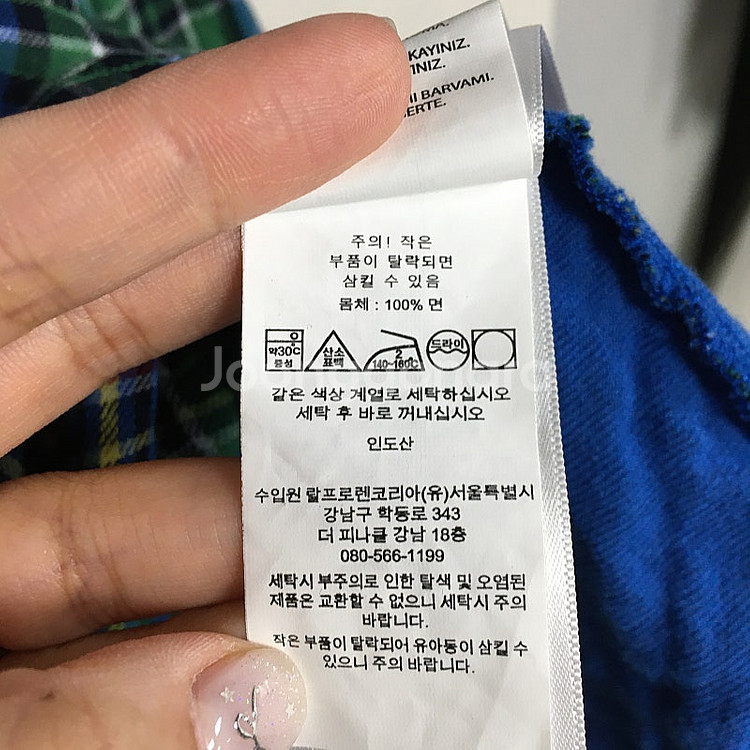 KAYINIZ.
BARVAMI.
주의! 작은
부품이 탈락되면
삼킬 수 있음
몸체 : 100% 면
약30℃
중성
산소
표백
2
140~160℃
드라이
같은 색상 계열로 세탁하십시오
세탁 후 바로 꺼내십시오
인도산
수입원 랄프로렌코리아(유)서울특별시
강남구 학동로 343
더 피나클 강남 18층
080-566-1199
세탁시 부주의로 인한 탈색 및 오염된
제품은 교환할 수 없으니 세탁시 주의
바랍니다.
작은 부품이 탈락되어 유아동이 삼킬 수
있으니 주의 바랍니다.